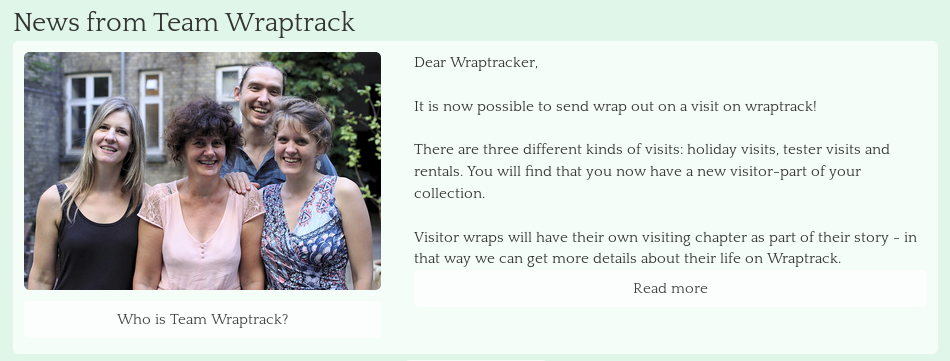 News from Team Wraptrack
Dear Wraptracker,
It is now possible to send wrap out on a visit on wraptrack!
There are three different kinds of visits: holiday visits, tester visits and
rentals. You will find that you now have a new visitor-part of your
collection.
Visitor wraps will have their own visiting chapter as part of their story - in
that way we can get more details about their life on Wraptrack.
Read more
Who is Team Wraptrack?